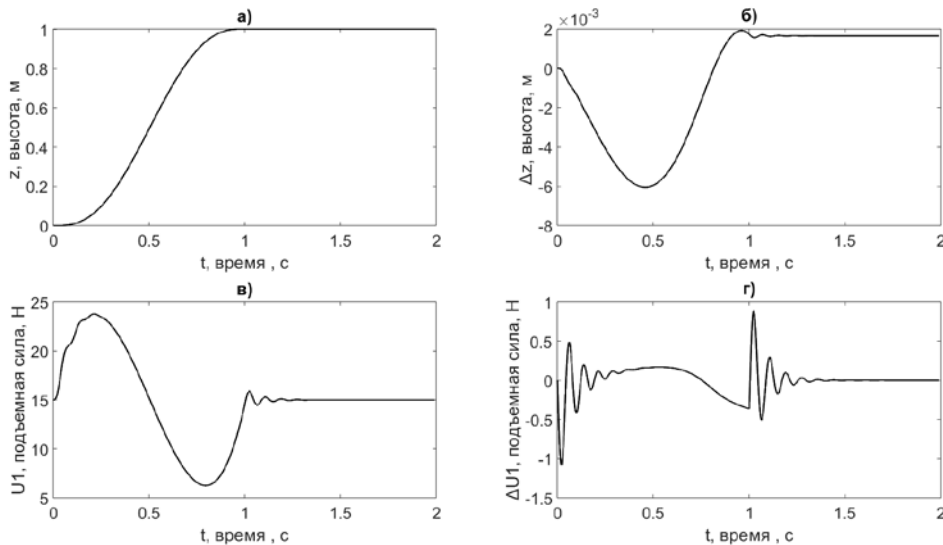 а)
z, высота, м
1
0.8
0.6
0.4
0.2
0
0 0.5 1 1.5 2
t, время , с
б)
×10⁻³
Δz, высота, м
2
0
-2
-4
-6
-8
0 0.5 1 1.5 2
t, время , с
в)
U1, подъемная сила, Н
25
20
15
10
5
0 0.5 1 1.5 2
t, время , с
г)
ΔU1, подъемная сила, Н
1
0.5
0
-0.5
-1
-1.5
0 0.5 1 1.5 2
t, время , с